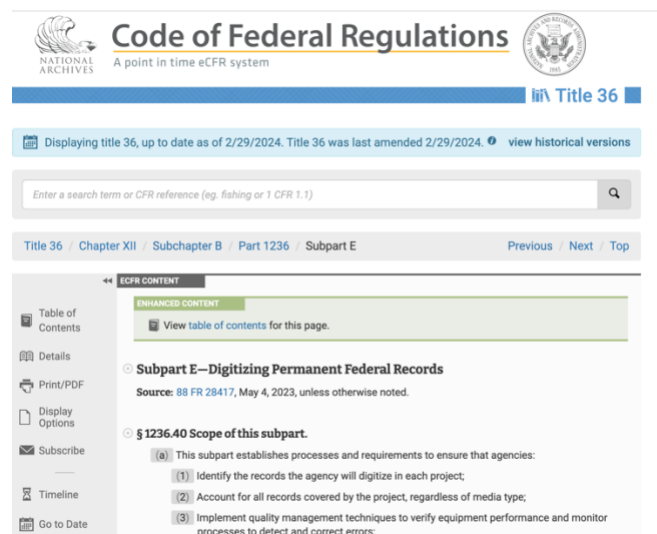 NATIONAL
ARCHIVES
Code of Federal Regulations
A point in time eCFR system
Title 36
Displaying title 36, up to date as of 2/29/2024. Title 36 was last amended 2/29/2024. view historical versions
Enter a search term or CFR reference (eg. fishing or 1 CFR 1.1)
Title 36 / Chapter XII / Subchapter B / Part 1236 / Subpart E Previous / Next / Top
ECFR CONTENT
Table of
Contents
Details
Print/PDF
Display
Options
Subscribe
Timeline
Go to Date
ENHANCED CONTENT
View table of contents for this page.
Subpart E—Digitizing Permanent Federal Records
Source: 88 FR 28417, May 4, 2023, unless otherwise noted.
§ 1236.40 Scope of this subpart.
(a) This subpart establishes processes and requirements to ensure that agencies:
(1) Identify the records the agency will digitize in each project;
(2) Account for all records covered by the project, regardless of media type;
(3) Implement quality management techniques to verify equipment performance and monitor
processes to detect and correct errors;